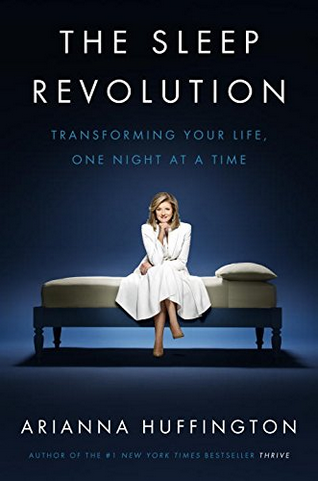 THE SLEEP
REVOLUTION
TRANSFORMING YOUR LIFE,
ONE NIGHT AT A TIME
ARIANNA HUFFINGTON
AUTHOR OF THE #1 NEW YORK TIMES BESTSELLER THRIVE